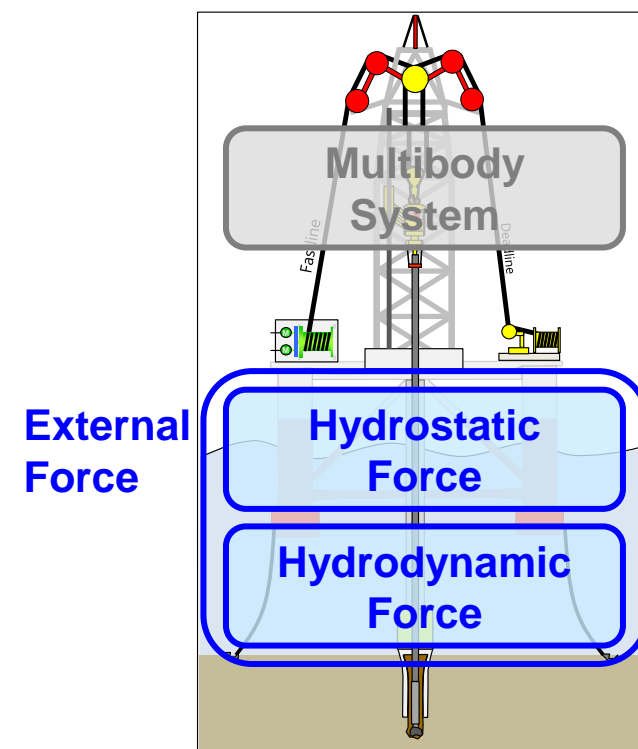 Multibody
System
Fastline
Deadline
M
M
External
Force
Hydrostatic
Force
Hydrodynamic
Force